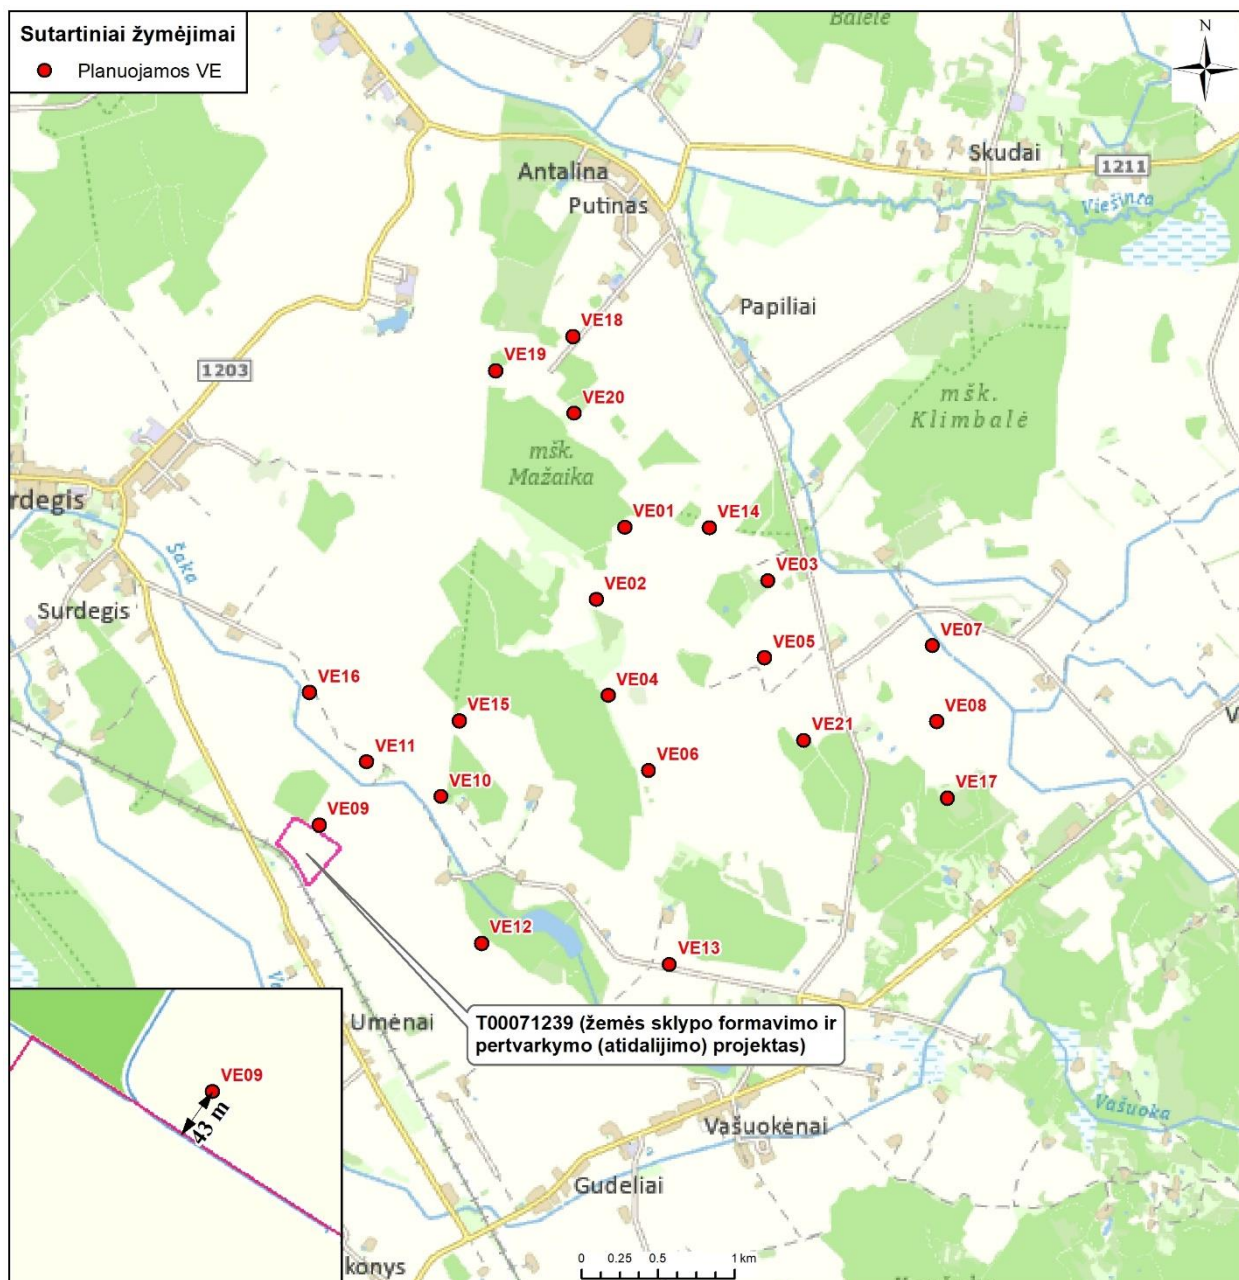 Sutartiniai žymėjimai
Planuojamos VE
N
Balelė
Skudai
1211
Viešinta
Antalina
Putinas
Papiliai
VE18
VE19
1203
VE20
mšk.
Klimbalė
mšk.
Mažaika
rdegis
VE01
VE14
Šaka
VE03
VE02
Surdegis
VE07
VE05
VE16
VE04
VE15
VE08
V
VE21
VE11
VE06
VE10
VE17
VE09
VE12
VE13
T00071239 (žemės sklypo formavimo ir
pertvarkymo (atidalijimo) projektas)
Umėnai
VE09
43 m
Vašuoka
Vašuokėnai
Gudeliai
konys
0 0.25 0.5 1 km